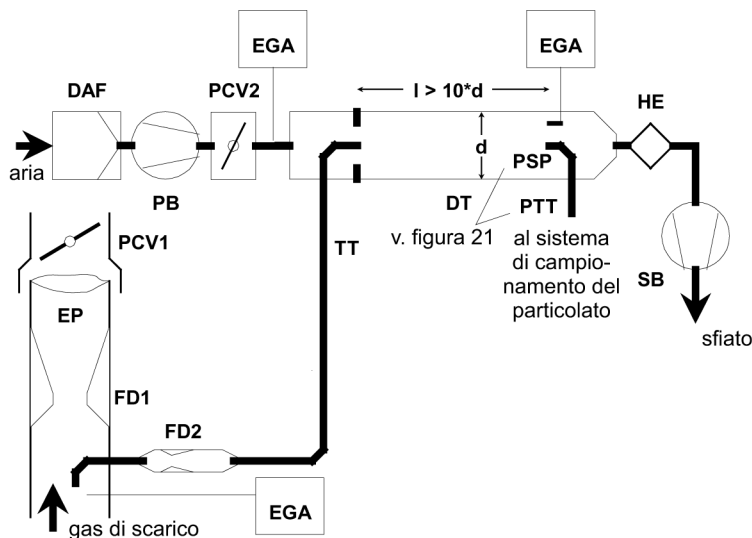 EGA
EGA
DAF
PCV2
l > 10*d
HE
aria
d
PSP
PB
DT
PTT
PCV1
v. figura 21
al sistema
di campio-
namento del
particolato
TT
SB
EP
sfiato
FD1
FD2
EGA
gas di scarico